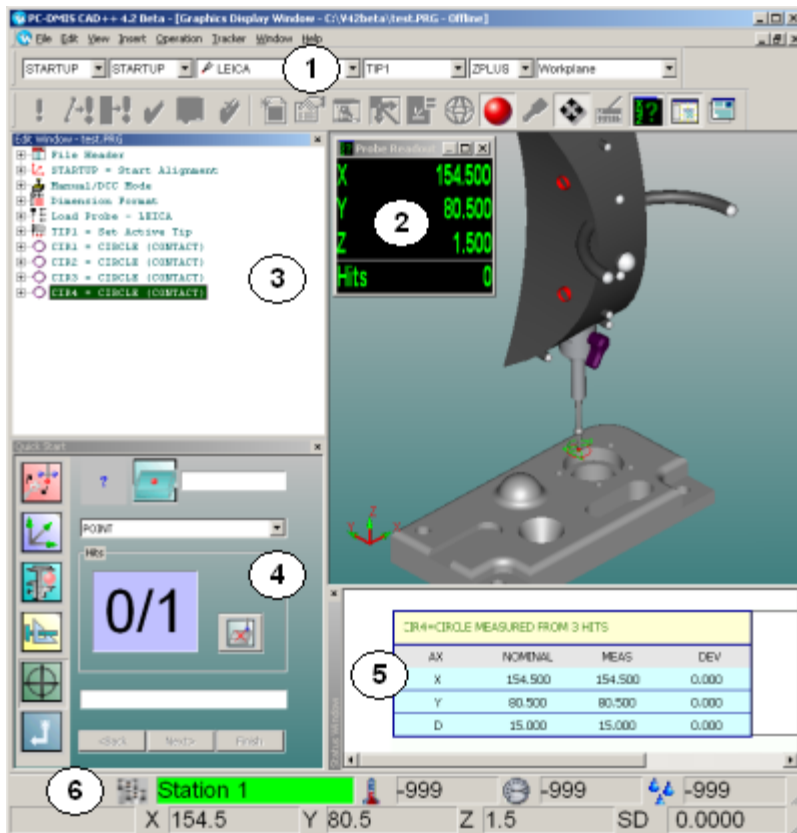 PC-DMIS CAD++ 4.2 Beta - [Graphics Display Window - C:\V42beta\test.PRG - Offline]
File Edit View Insert Operation Tracker Window Help
STARTUP STARTUP LEICA 1 TIP1 ZPLUS Workplane
Edit Window - test.PRG
File Header
STARTUP = Start Alignment
Manual/DCC Mode
Dimension Format
Load Probe - LEICA
TIP1 = Set Active Tip
CIR1 = CIRCLE (CONTACT)
CIR2 = CIRCLE (CONTACT)
CIR3 = CIRCLE (CONTACT)
CIR4 = CIRCLE (CONTACT)
3
Probe Readout
X 154.500
Y 80.500
Z 1.500
Hits 0
2
Z
Y X
Quick Start
?
POINT
Hits
0/1
4
<Back Next> Finish
Status Window
CIR4=CIRCLE MEASURED FROM 3 HITS
AX NOMINAL MEAS DEV
X 154.500 154.500 0.000
Y 80.500 80.500 0.000
D 15.000 15.000 0.000
5
6 Station 1 -999 -999 -999
X 154.5 Y 80.5 Z 1.5 SD 0.0000